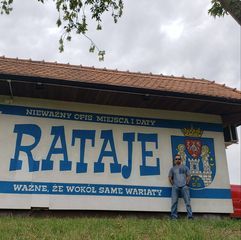 NIEWAŻNY OPIS MIEJSCA I DATY
RATAJE
WAŻNE, ŻE WOKÓŁ SAME WARIATY